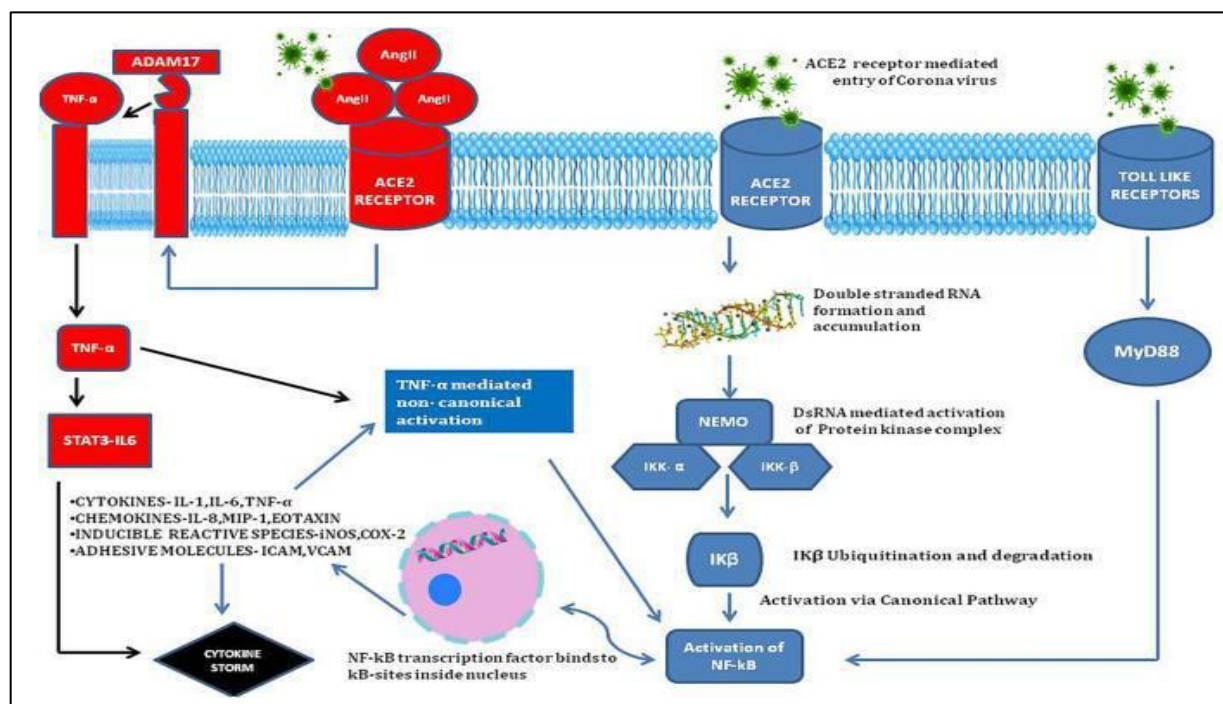 ADAM17
TNF-α
AngII
AngII
AngII
ACE2
RECEPTOR
ACE2 receptor mediated
entry of Corona virus
ACE2
RECEPTOR
TOLL LIKE
RECEPTORS
Double stranded RNA
formation and
accumulation
TNF-α
MyD88
TNF-α mediated
non- canonical
activation
NEMO
DsRNA mediated activation
of Protein kinase complex
STAT3-IL6
IKK- α
IKK-β
•CYTOKINES- IL-1,IL-6,TNF-α
•CHEMOKINES-IL-8,MIP-1,EOTAXIN
•INDUCIBLE REACTIVE SPECIES-iNOS,COX-2
•ADHESIVE MOLECULES- ICAM,VCAM
IKβ
IKβ Ubiquitination and degradation
Activation via Canonical Pathway
CYTOKINE
STORM
NF-kB transcription factor binds to
kB-sites inside nucleus
Activation of
NF-kB